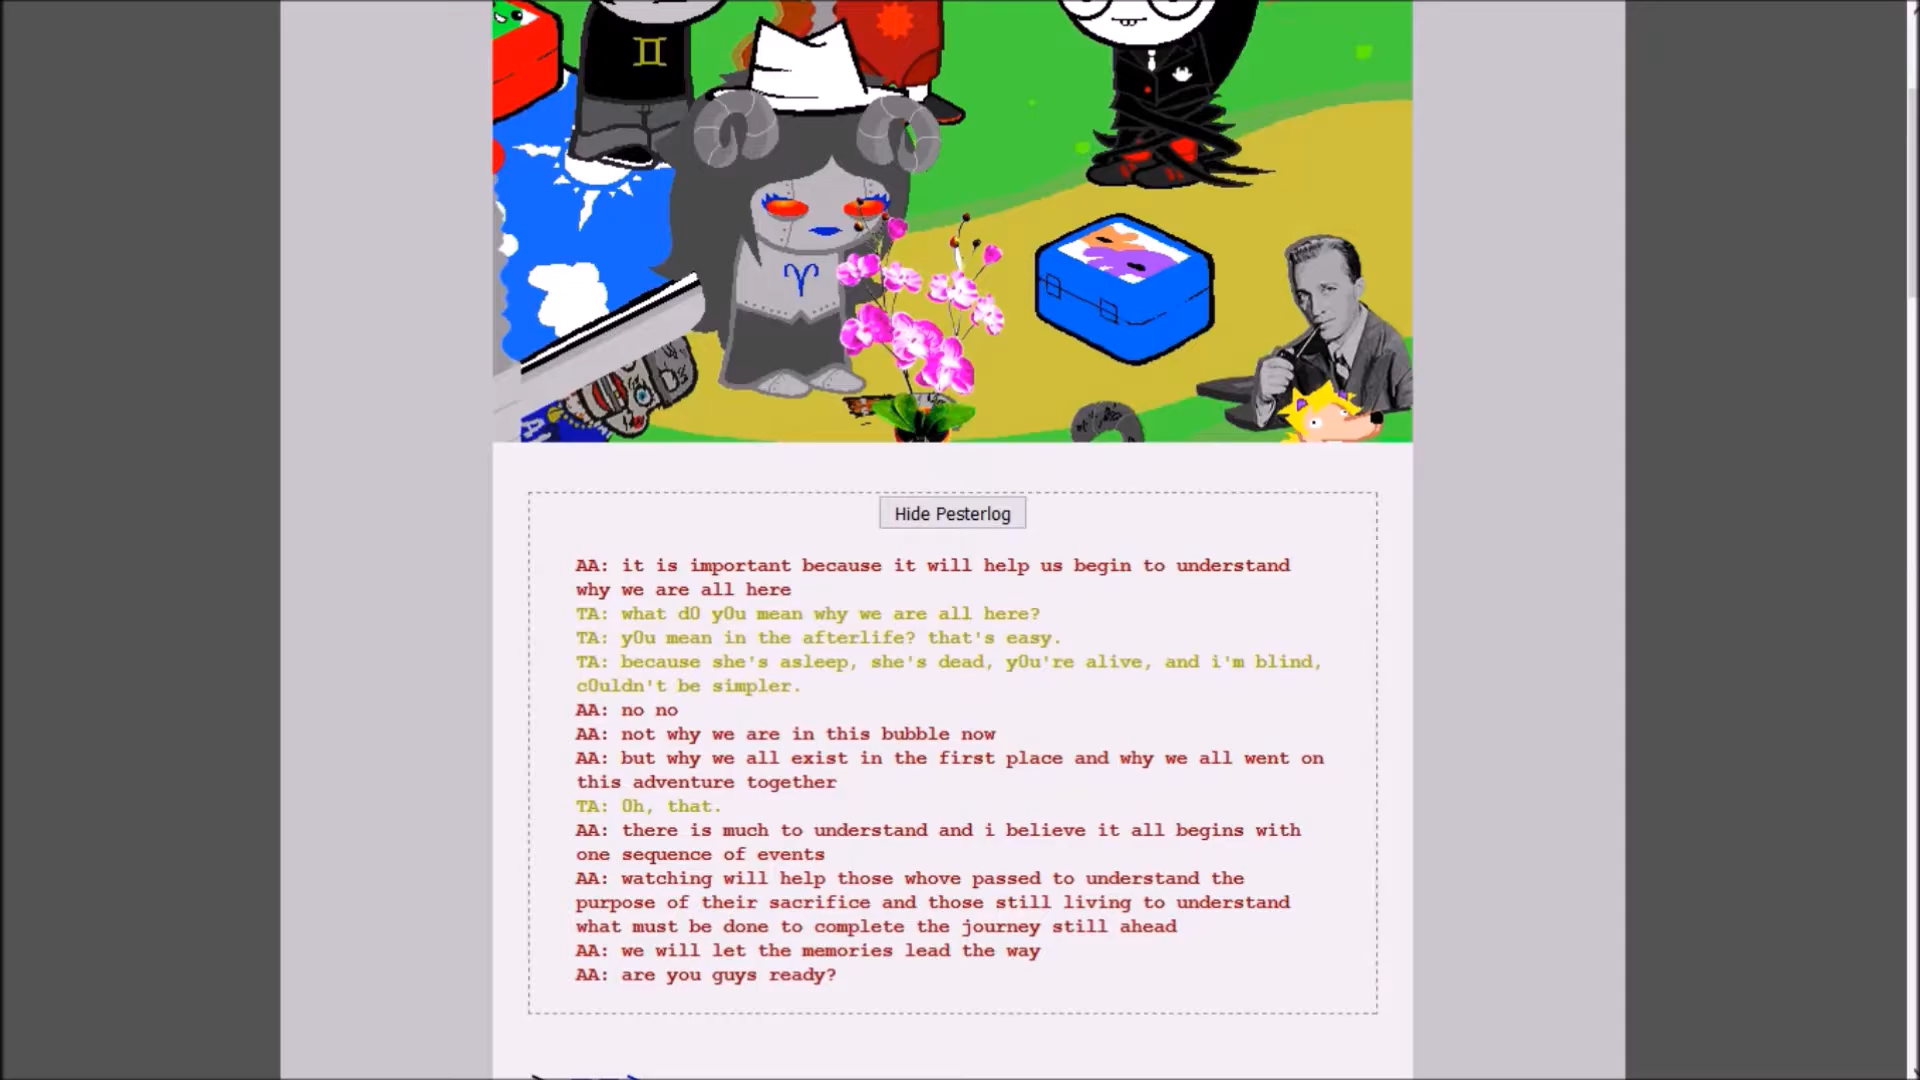 Hide Pesterlog
AA: it is important because it will help us begin to understand
why we are all here
TA: what d0 y0u mean why we are all here?
TA: y0u mean in the afterlife? that's easy.
TA: because she's asleep, she's dead, y0u're alive, and i'm blind,
c0uldn't be simpler.
AA: no no
AA: not why we are in this bubble now
AA: but why we all exist in the first place and why we all went on
this adventure together
TA: 0h, that.
AA: there is much to understand and i believe it all begins with
one sequence of events
AA: watching will help those whove passed to understand the
purpose of their sacrifice and those still living to understand
what must be done to complete the journey still ahead
AA: we will let the memories lead the way
AA: are you guys ready?